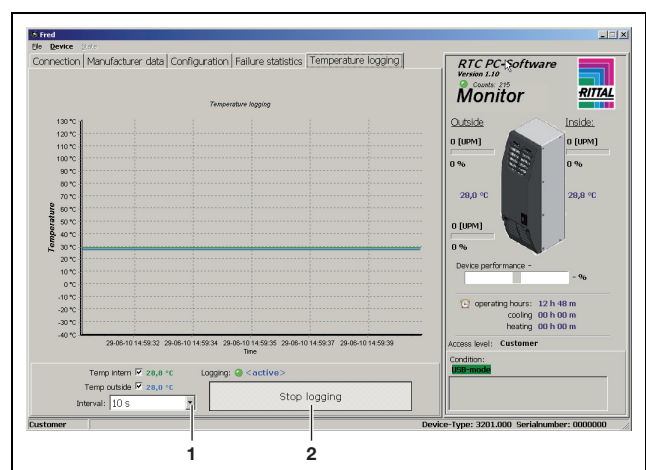 Fred
File Device State
Connection Manufacturer data Configuration Failure statistics Temperature logging
Temperature logging
130 °C
120 °C
110 °C
100 °C
90 °C
80 °C
70 °C
60 °C
50 °C
40 °C
30 °C
20 °C
10 °C
0 °C
-10 °C
-20 °C
-30 °C
-40 °C
Temperature
29-06-10 14:59:32 29-06-10 14:59:34 29-06-10 14:59:35 29-06-10 14:59:37 29-06-10 14:59:39
Time
Temp intern 28,8 °C Logging: <active>
Temp outside 28,0 °C
Interval: 10 s
Stop logging
RTC PC-Software
Version 1.10
Counts: 215
Monitor
RITTAL
Outside Inside:
0 [UPM] 0 [UPM]
0 % 0 %
28,0 °C 28,8 °C
0 [UPM]
0 %
Device performance -
- %
operating hours: 12 h 48 m
cooling 00 h 00 m
heating 00 h 00 m
Access level: Customer
Condition:
USB-mode
Customer Device-Type: 3201.000 Serialnumber: 0000000
1 2